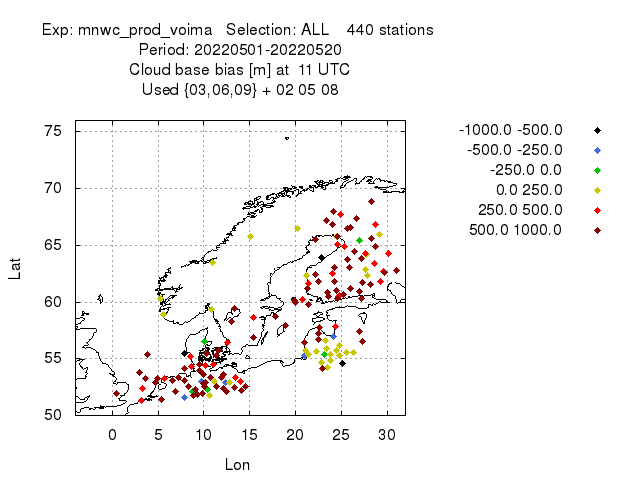 Exp: mnwc_prod_voima   Selection: ALL    440 stations
Period: 20220501-20220520
Cloud base bias [m] at  11 UTC
Used {03,06,09} + 02 05 08
-1000.0 -500.0
-500.0 -250.0
-250.0 0.0
0.0 250.0
250.0 500.0
500.0 1000.0
75
70
65
60
55
50
Lat
0 5 10 15 20 25 30
Lon